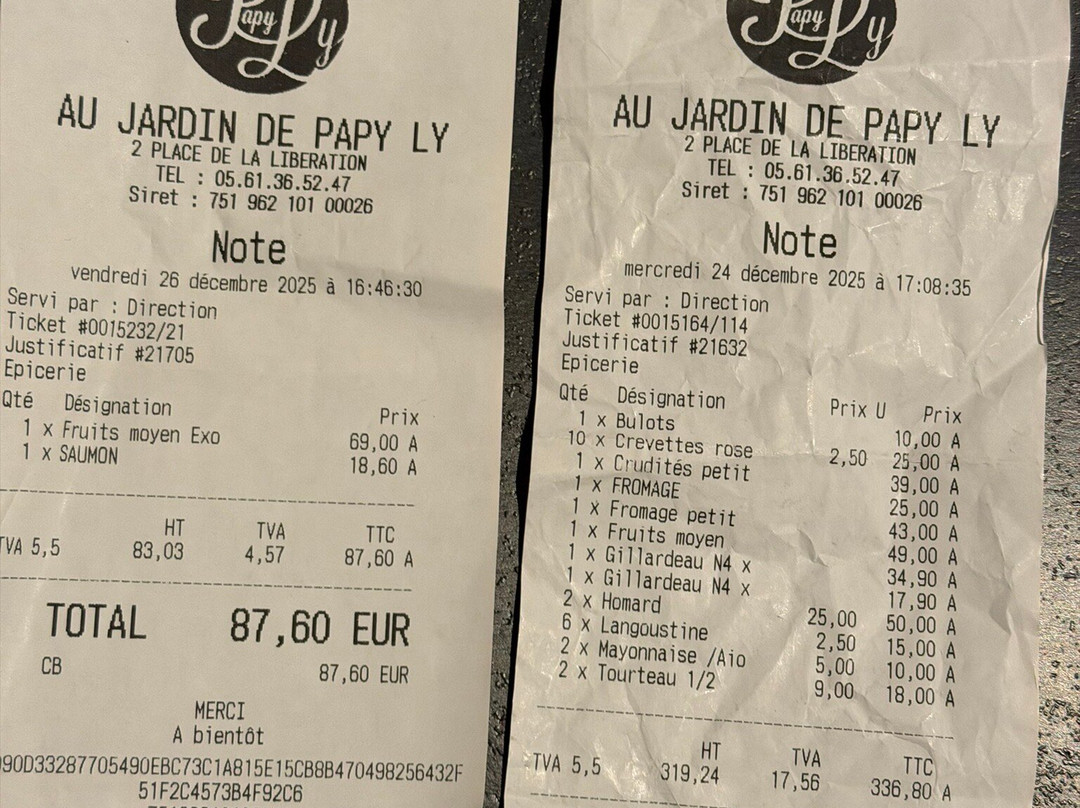 Papy Ly
AU JARDIN DE PAPY LY
2 PLACE DE LA LIBERATION
TEL : 05.61.36.52.47
Siret : 751 962 101 00026
Note
vendredi 26 décembre 2025 à 16:46:30
Servi par : Direction
Ticket #0015232/21
Justificatif #21705
Epicerie
Qté Désignation Prix
1 x Fruits moyen Exo 69,00 A
1 x SAUMON 18,60 A
HT TVA TTC
TVA 5,5 83,03 4,57 87,60 A
TOTAL 87,60 EUR
CB 87,60 EUR
MERCI
A bientôt
90D33287705490EBC73C1A815E15CB8B470498256432F
51F2C4573B4F92C6
Papy Ly
AU JARDIN DE PAPY LY
2 PLACE DE LA LIBERATION
TEL : 05.61.36.52.47
Siret : 751 962 101 00026
Note
mercredi 24 décembre 2025 à 17:08:35
Servi par : Direction
Ticket #0015164/114
Justificatif #21632
Epicerie
Qté Désignation Prix U Prix
1 x Bulots 10,00 A
10 x Crevettes rose 2,50 25,00 A
1 x Crudités petit 39,00 A
1 x FROMAGE 25,00 A
1 x Fromage petit 43,00 A
1 x Fruits moyen 49,00 A
1 x Gillardeau N4 x 34,90 A
1 x Gillardeau N4 x 17,90 A
2 x Homard 25,00 50,00 A
6 x Langoustine 2,50 15,00 A
2 x Mayonnaise /Aio 5,00 10,00 A
2 x Tourteau 1/2 9,00 18,00 A
HT TVA TTC
TVA 5,5 319,24 17,56 336,80 A